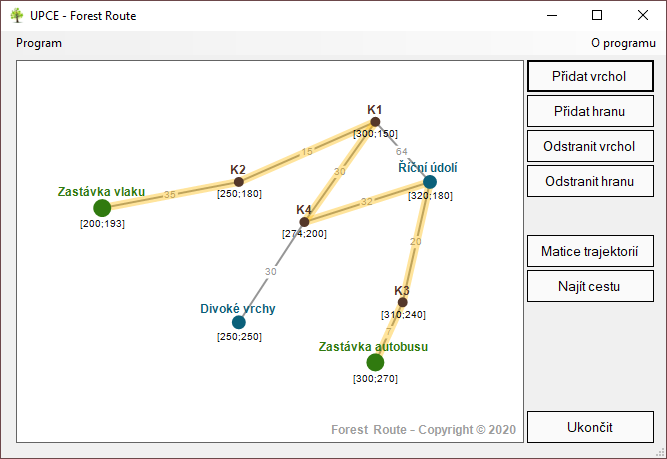 UPCE - Forest Route
Program
O programu
Přidat vrchol
Přidat hranu
Odstranit vrchol
Odstranit hranu
Matice trajektorií
Najít cestu
Ukončit
K1
[300;150]
15
64
30
K2
[250;180]
Říční údolí
[320;180]
Zastávka vlaku
35
[200;193]
32
K4
[274;200]
20
30
K3
[310;240]
Divoké vrchy
[250;250]
7
Zastávka autobusu
[300;270]
Forest Route - Copyright © 2020